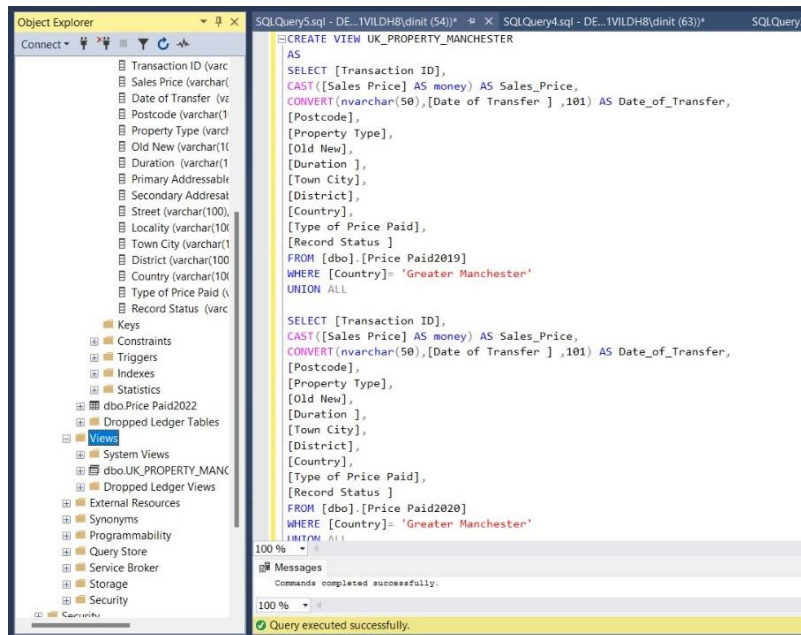 Object Explorer
Connect
Transaction ID (varc
Sales Price (varchar(
Date of Transfer (va
Postcode (varchar(1
Property Type (varch
Old New (varchar(10
Duration (varchar(1
Primary Addressable
Secondary Addresab
Street (varchar(100),
Locality (varchar(100
Town City (varchar(1
District (varchar(100
Country (varchar(100
Type of Price Paid (v
Record Status (varc
Keys
Constraints
Triggers
Indexes
Statistics
dbo.Price Paid2022
Dropped Ledger Tables
Views
System Views
dbo.UK_PROPERTY_MANC
Dropped Ledger Views
External Resources
Synonyms
Programmability
Query Store
Service Broker
Storage
Security
Security
SQLQuery5.sql - DE...1VILDH8\dinit (54))*
SQLQuery4.sql - DE...1VILDH8\dinit (63))*
SQLQuery
CREATE VIEW UK_PROPERTY_MANCHESTER
AS
SELECT [Transaction ID],
CAST([Sales Price] AS money) AS Sales_Price,
CONVERT(nvarchar(50),[Date of Transfer ] ,101) AS Date_of_Transfer,
[Postcode],
[Property Type],
[Old New],
[Duration ],
[Town City],
[District],
[Country],
[Type of Price Paid],
[Record Status ]
FROM [dbo].[Price Paid2019]
WHERE [Country]= 'Greater Manchester'
UNION ALL
SELECT [Transaction ID],
CAST([Sales Price] AS money) AS Sales_Price,
CONVERT(nvarchar(50),[Date of Transfer ] ,101) AS Date_of_Transfer,
[Postcode],
[Property Type],
[Old New],
[Duration ],
[Town City],
[District],
[Country],
[Type of Price Paid],
[Record Status ]
FROM [dbo].[Price Paid2020]
WHERE [Country]= 'Greater Manchester'
UNION ALL
100 %
Messages
Commands completed successfully.
100 %
Query executed successfully.